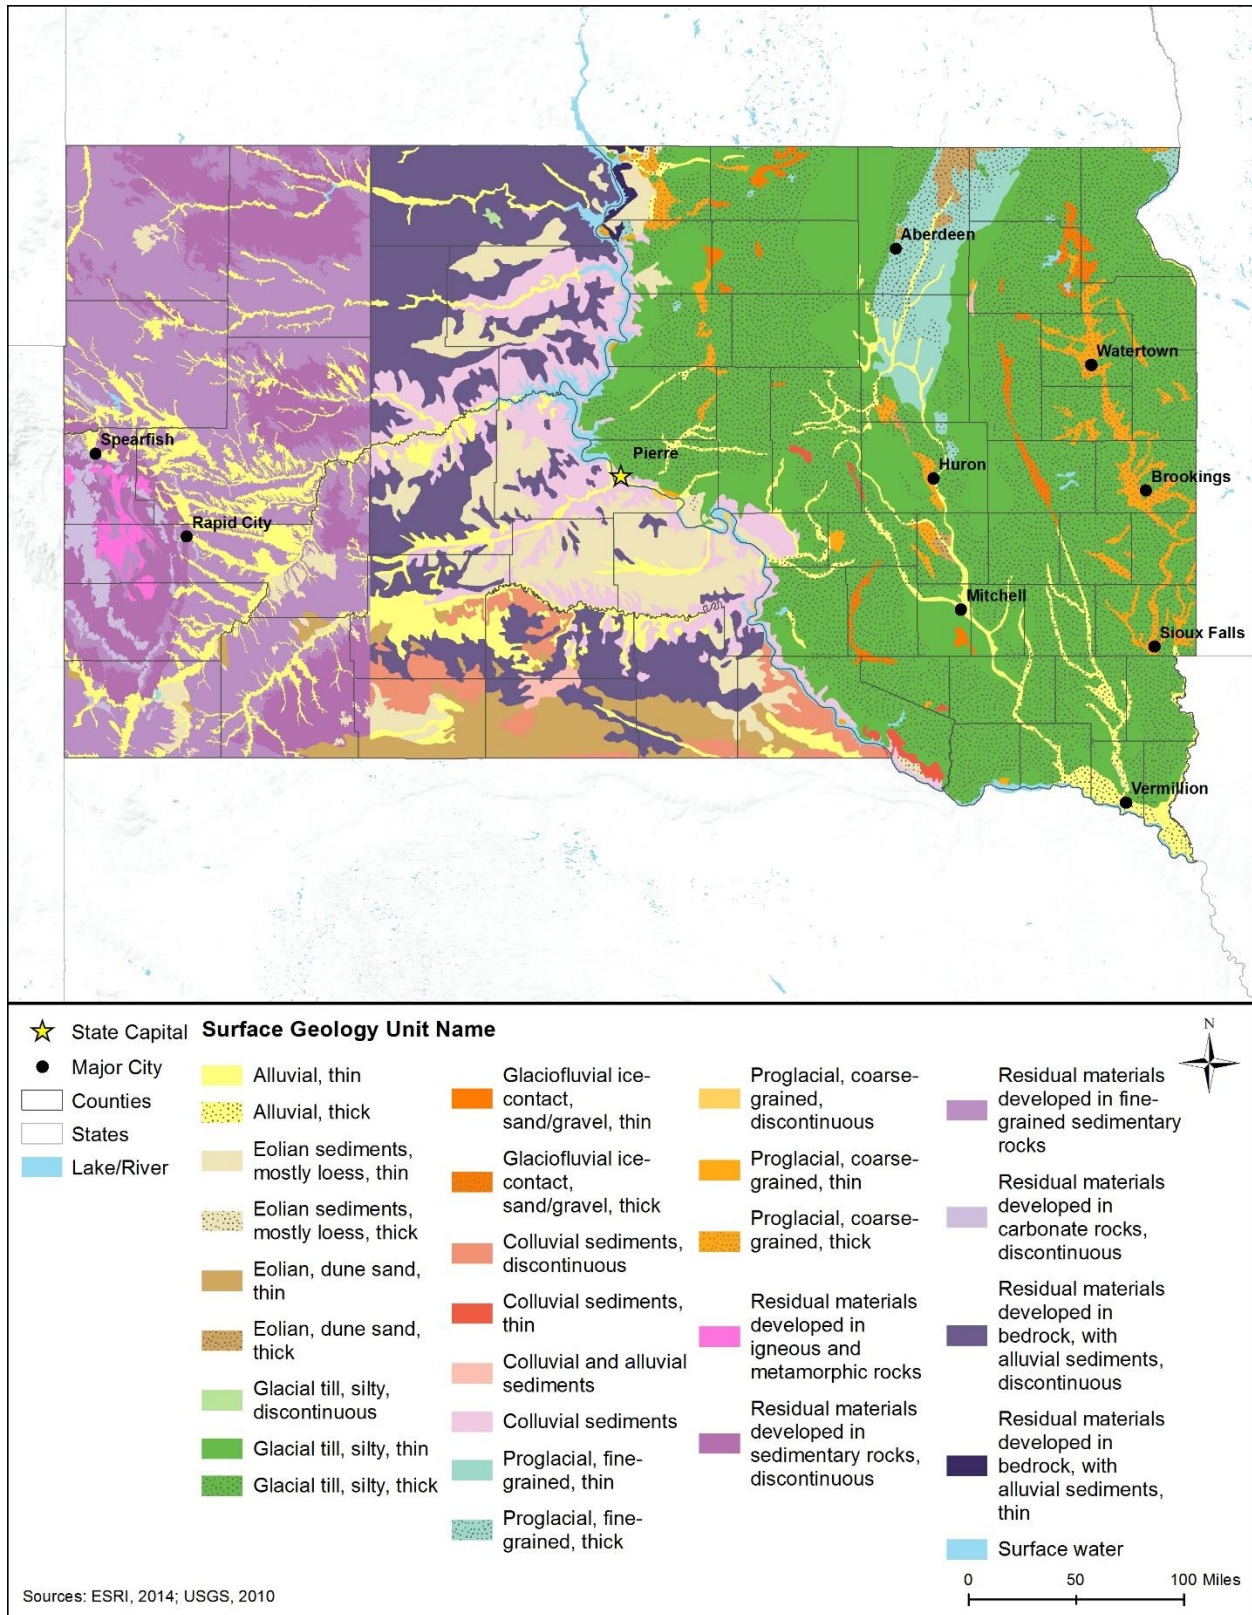 Aberdeen
Watertown
Spearfish
Pierre
Huron
Brookings
Rapid City
Mitchell
Sioux Falls
Vermillion
State Capital
Major City
Counties
States
Lake/River
Surface Geology Unit Name
Alluvial, thin
Alluvial, thick
Eolian sediments,
mostly loess, thin
Eolian sediments,
mostly loess, thick
Eolian, dune sand,
thin
Eolian, dune sand,
thick
Glacial till, silty,
discontinuous
Glacial till, silty, thin
Glacial till, silty, thick
Glaciofluvial ice-
contact,
sand/gravel, thin
Glaciofluvial ice-
contact,
sand/gravel, thick
Colluvial sediments,
discontinuous
Colluvial sediments,
thin
Colluvial and alluvial
sediments
Colluvial sediments
Proglacial, fine-
grained, thin
Proglacial, fine-
grained, thick
Proglacial, coarse-
grained,
discontinuous
Proglacial, coarse-
grained, thin
Proglacial, coarse-
grained, thick
Residual materials
developed in
igneous and
metamorphic rocks
Residual materials
developed in
sedimentary rocks,
discontinuous
Residual materials
developed in fine-
grained sedimentary
rocks
Residual materials
developed in
carbonate rocks,
discontinuous
Residual materials
developed in
bedrock, with
alluvial sediments,
discontinuous
Residual materials
developed in
bedrock, with
alluvial sediments,
thin
Surface water
N
0 50 100 Miles
Sources: ESRI, 2014; USGS, 2010